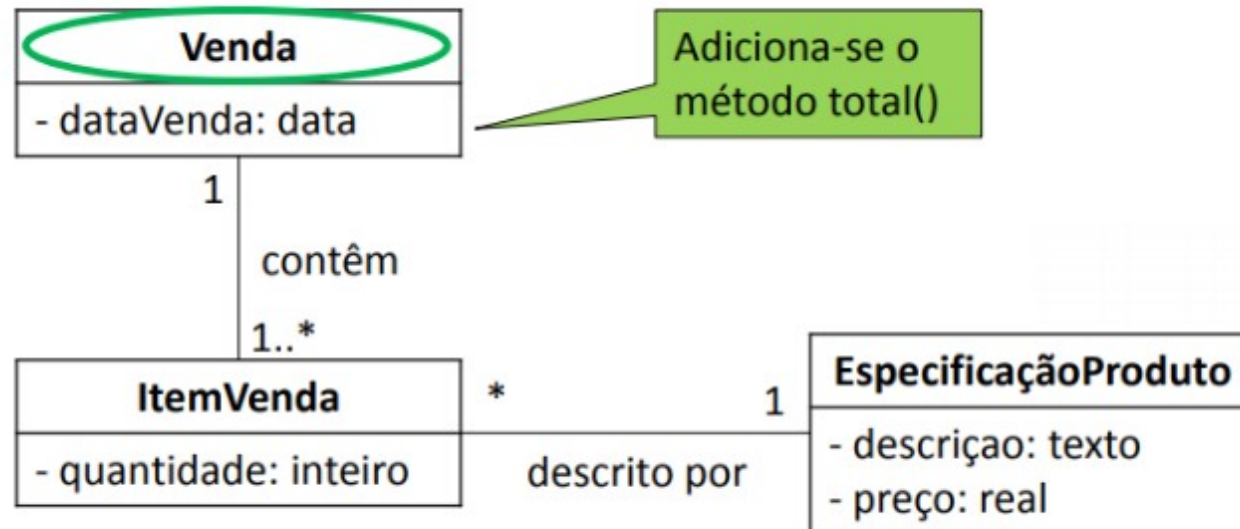 Venda
- dataVenda: data
Adiciona-se o
método total()
1
contêm
1..*
ItemVenda
- quantidade: inteiro
*
1
descrito por
EspecificaçãoProduto
- descriçao: texto
- preço: real